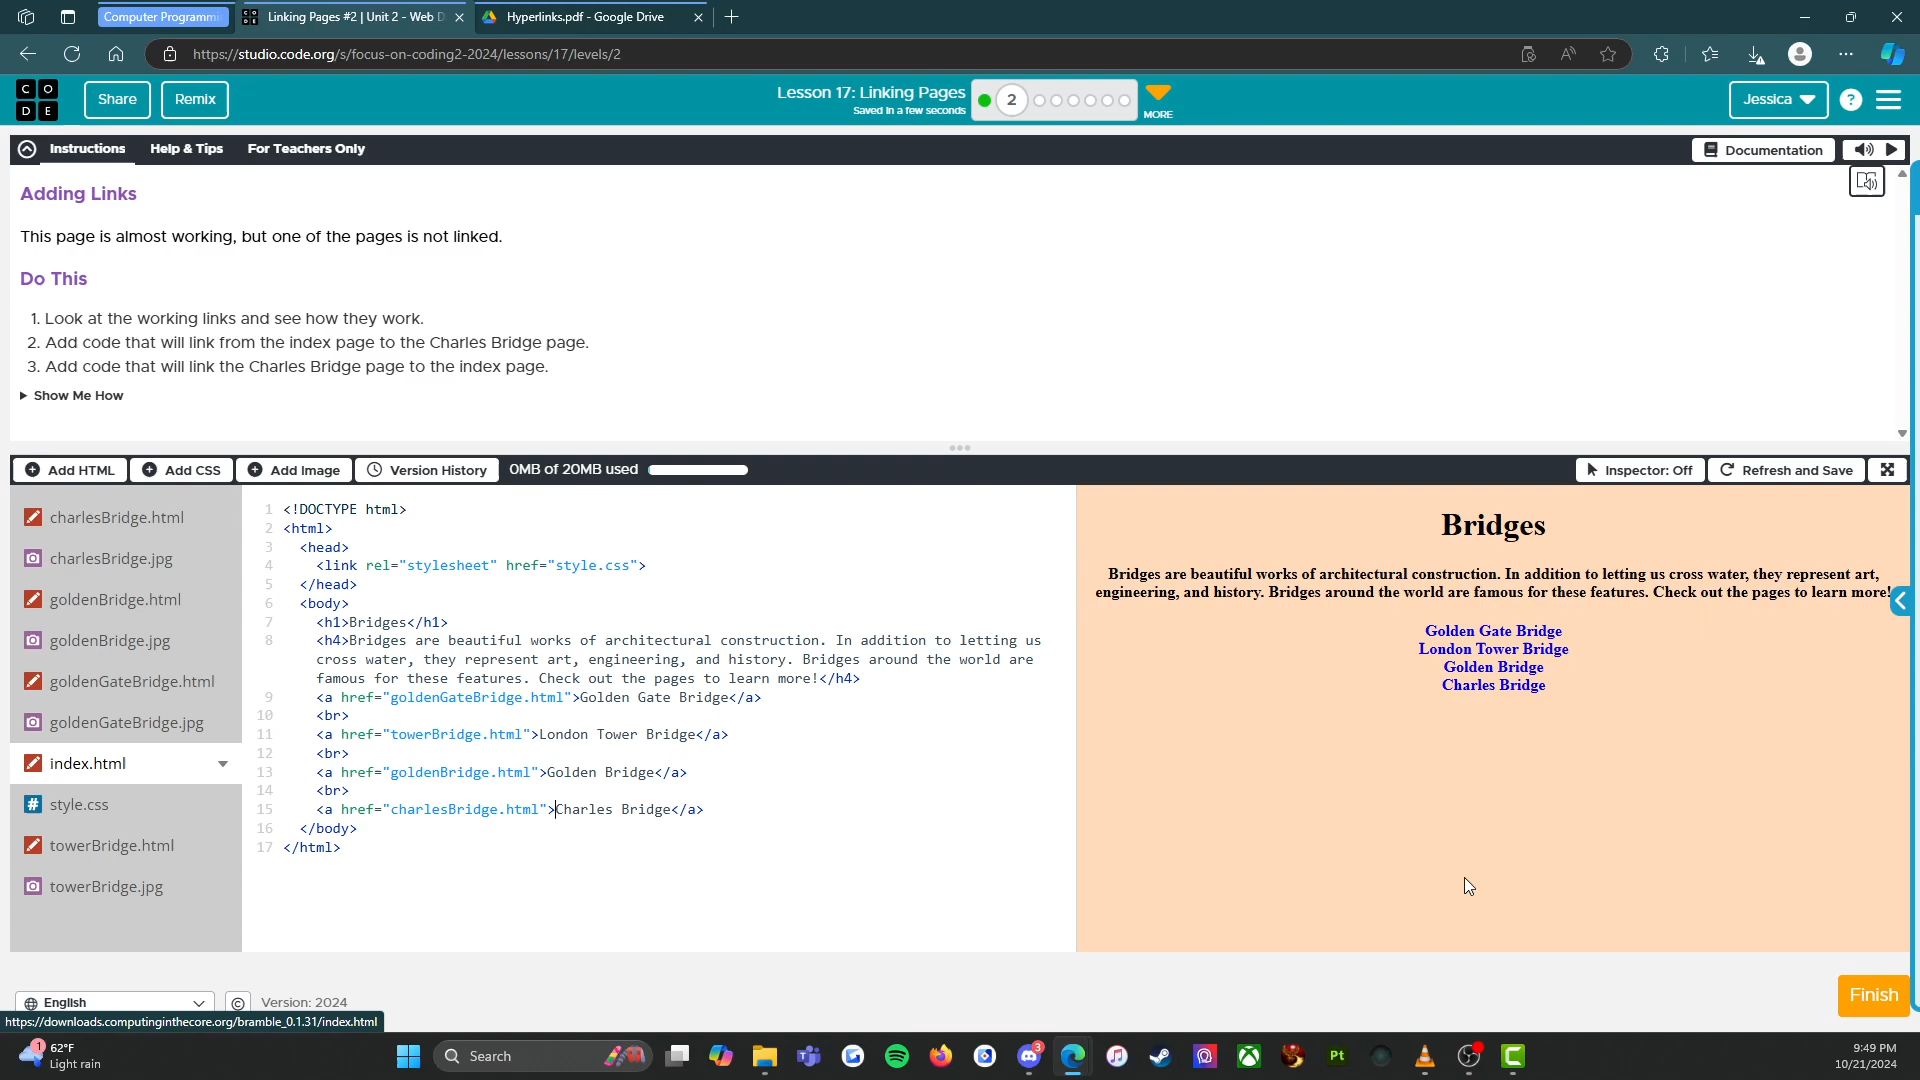 Computer Programmi
Linking Pages #2 | Unit 2 - Web D
Hyperlinks.pdf - Google Drive
https://studio.code.org/s/focus-on-coding2-2024/lessons/17/levels/2
C O D E
Share
Remix
Lesson 17: Linking Pages
Saved in a few seconds
2
MORE
Jessica
?
Instructions
Help & Tips
For Teachers Only
Documentation
Adding Links
This page is almost working, but one of the pages is not linked.
Do This
1. Look at the working links and see how they work.
2. Add code that will link from the index page to the Charles Bridge page.
3. Add code that will link the Charles Bridge page to the index page.
Show Me How
Add HTML
Add CSS
Add Image
Version History
0MB of 20MB used
Inspector: Off
Refresh and Save
charlesBridge.html
charlesBridge.jpg
goldenBridge.html
goldenBridge.jpg
goldenGateBridge.html
goldenGateBridge.jpg
index.html
# style.css
towerBridge.html
towerBridge.jpg
1 <!DOCTYPE html>
2 <html>
3 <head>
4 <link rel="stylesheet" href="style.css">
5 </head>
6 <body>
7 <h1>Bridges</h1>
8 <h4>Bridges are beautiful works of architectural construction. In addition to letting us
cross water, they represent art, engineering, and history. Bridges around the world are
famous for these features. Check out the pages to learn more!</h4>
9 <a href="goldenGateBridge.html">Golden Gate Bridge</a>
10 <br>
11 <a href="towerBridge.html">London Tower Bridge</a>
12 <br>
13 <a href="goldenBridge.html">Golden Bridge</a>
14 <br>
15 <a href="charlesBridge.html">Charles Bridge</a>
16 </body>
17 </html>
Bridges
Bridges are beautiful works of architectural construction. In addition to letting us cross water, they represent art,
engineering, and history. Bridges around the world are famous for these features. Check out the pages to learn more!
Golden Gate Bridge
London Tower Bridge
Golden Bridge
Charles Bridge
Finish
English
©
Version: 2024
https://downloads.computinginthecore.org/bramble_0.1.31/index.html
1
62°F
Light rain
Search
3
Pt
9:49 PM
10/21/2024